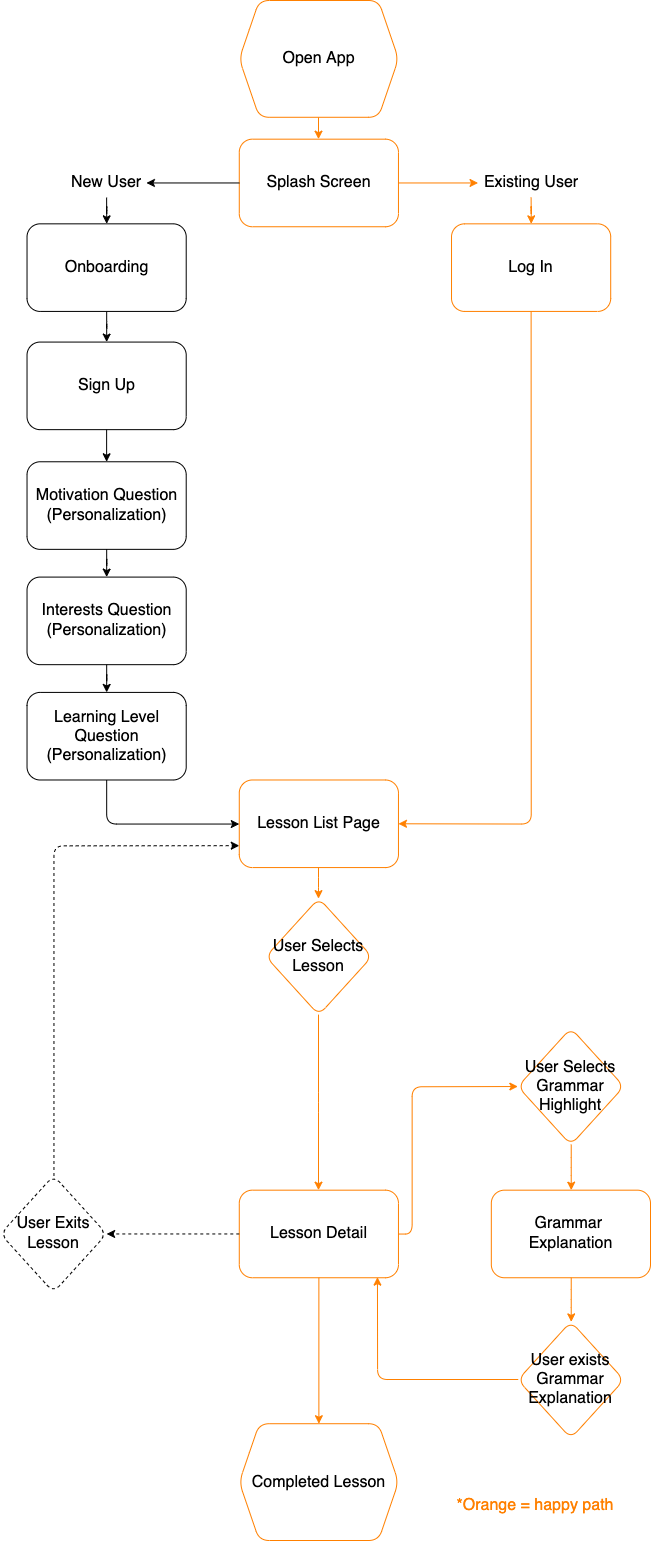 Open App
Splash Screen
New User
Existing User
Onboarding
Log In
Sign Up
Motivation Question
(Personalization)
Interests Question
(Personalization)
Learning Level
Question
(Personalization)
Lesson List Page
User Selects
Lesson
User Selects
Grammar
Highlight
User Exits
Lesson
Lesson Detail
Grammar
Explanation
User exists
Grammar
Explanation
Completed Lesson
*Orange = happy path